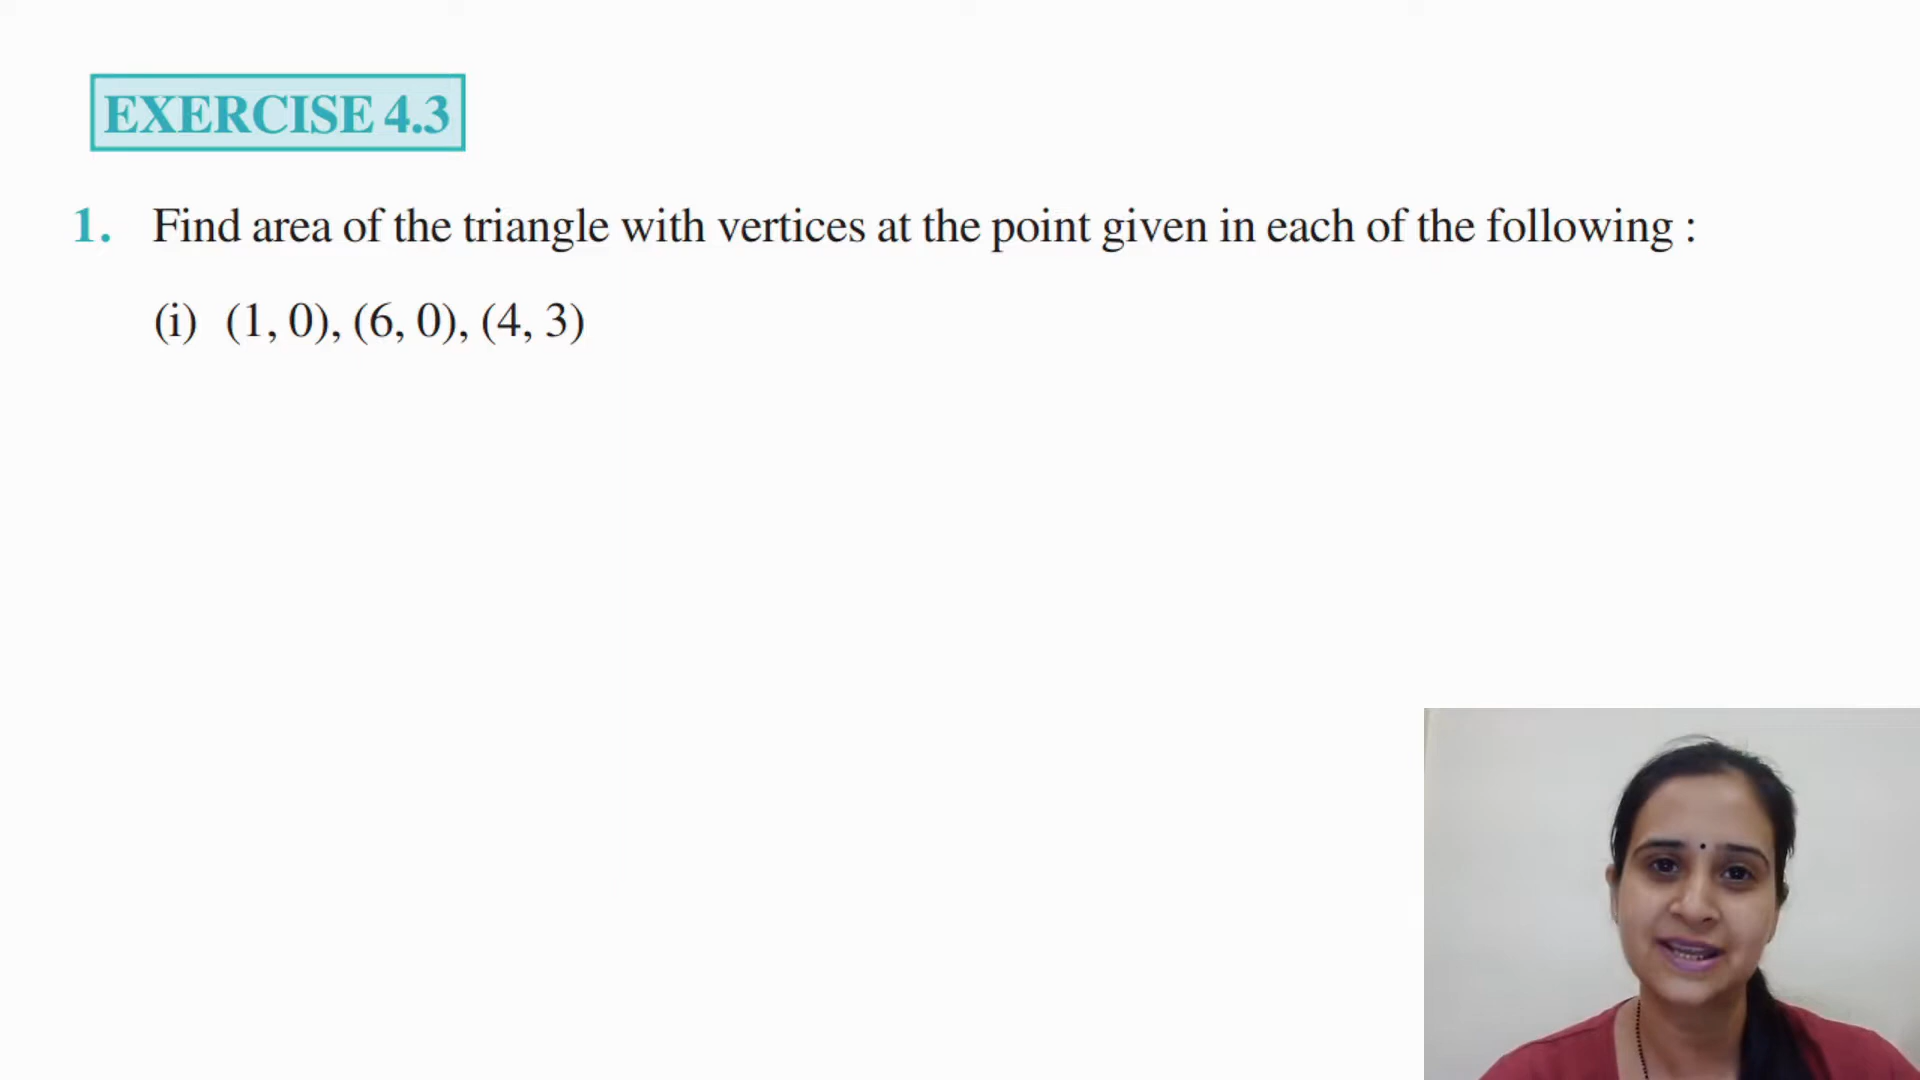 EXERCISE 4.3
1. Find area of the triangle with vertices at the point given in each of the following :
(i) (1, 0), (6, 0), (4, 3)